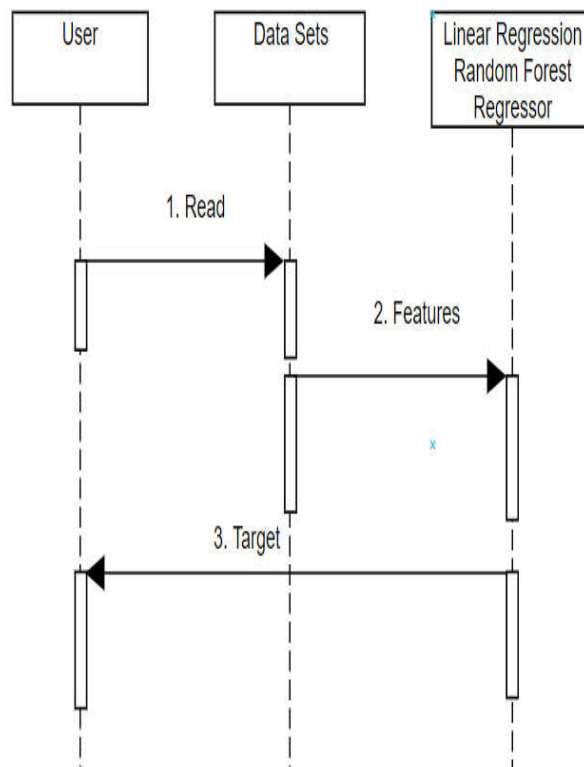 User
Data Sets
Linear Regression
Random Forest
Regressor
1. Read
2. Features
3. Target